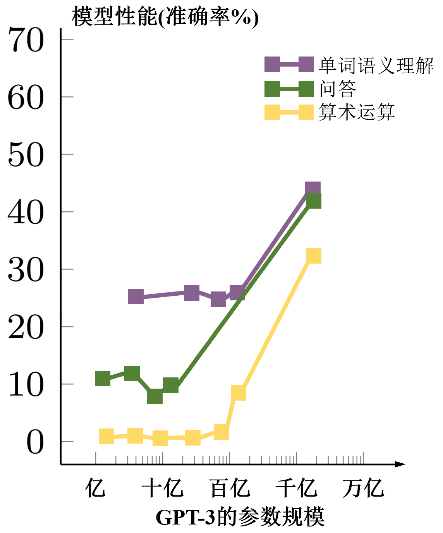 模型性能(准确率%)
70
单词语义理解
60
问答
算术运算
50
40
30
20
10
0
亿 十亿 百亿 千亿 万亿
GPT-3的参数规模